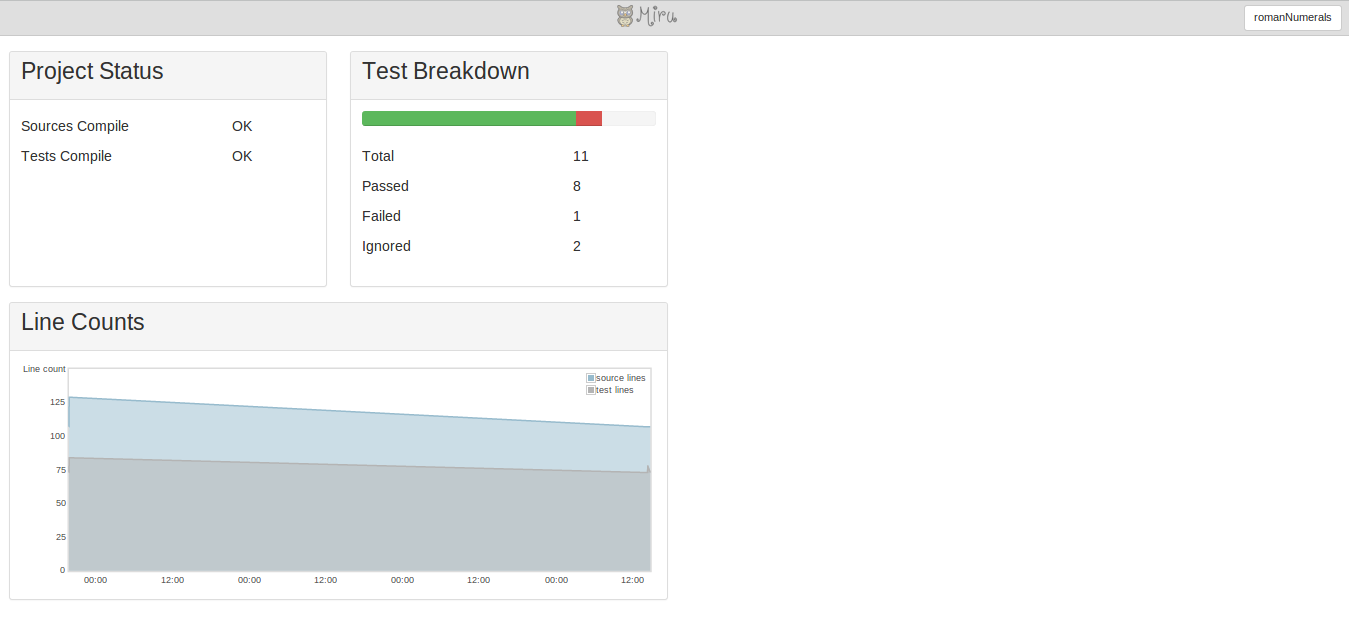 Miru
romanNumerals
Project Status
Sources Compile OK
Tests Compile OK
Test Breakdown
Total 11
Passed 8
Failed 1
Ignored 2
Line Counts
Line count
source lines
test lines
125
100
75
50
25
0
00:00 12:00 00:00 12:00 00:00 12:00 00:00 12:00